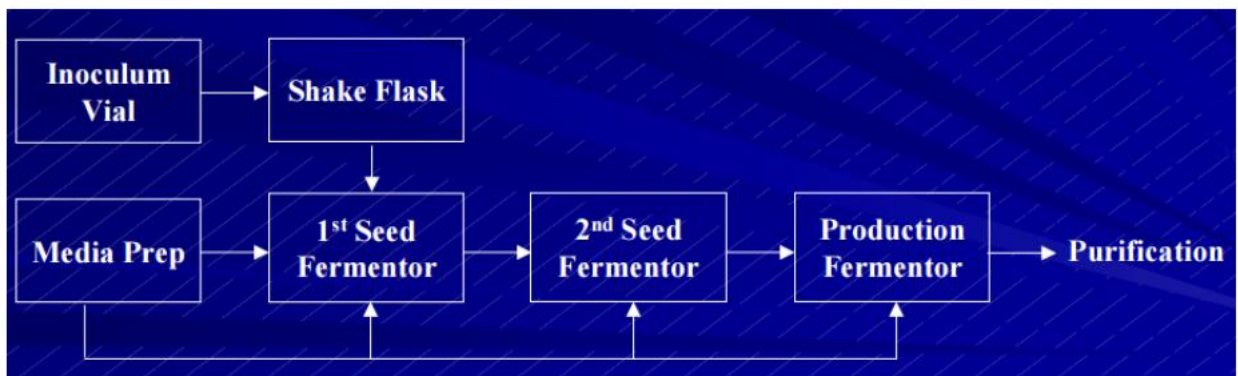 Inoculum
Vial
Shake Flask
Media Prep
1st Seed
Fermentor
2nd Seed
Fermentor
Production
Fermentor
Purification